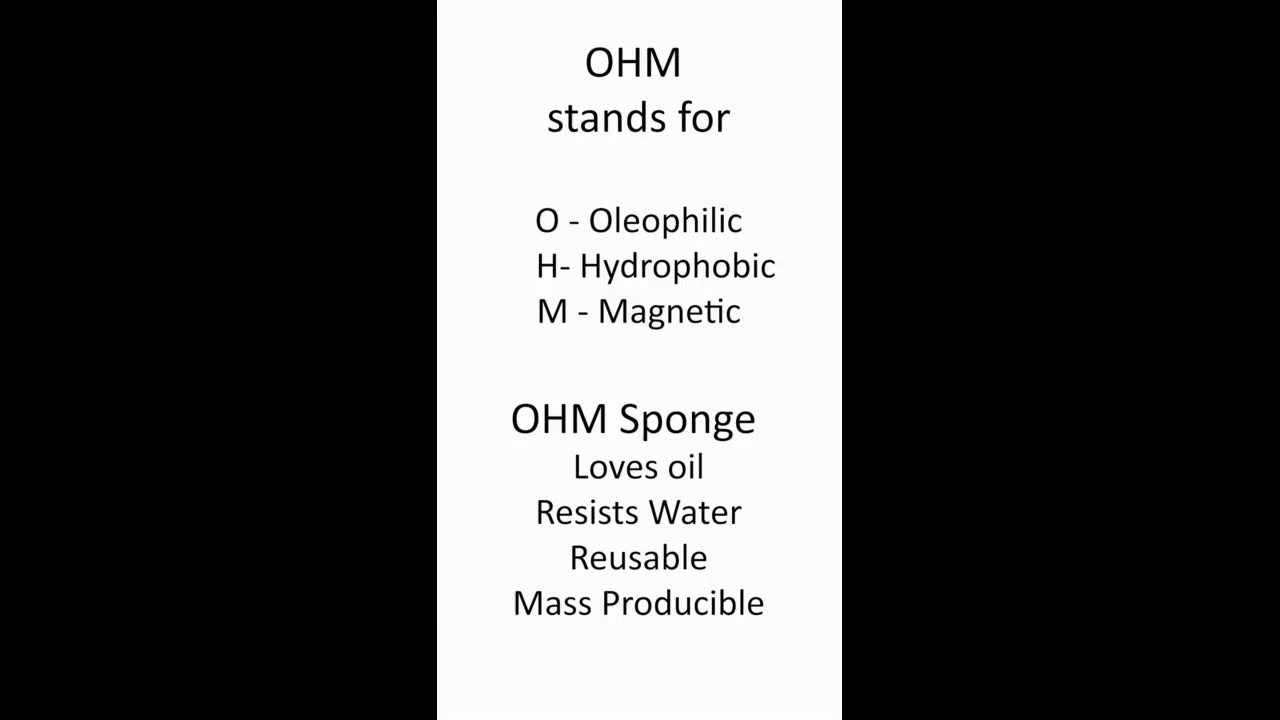 OHM
stands for
O - Oleophilic
H- Hydrophobic
M - Magnetic
OHM Sponge
Loves oil
Resists Water
Reusable
Mass Producible